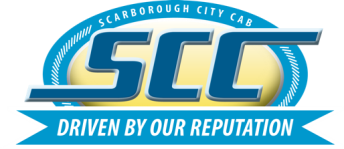 SCARBOROUGH CITY CAB
SCC
DRIVEN BY OUR REPUTATION